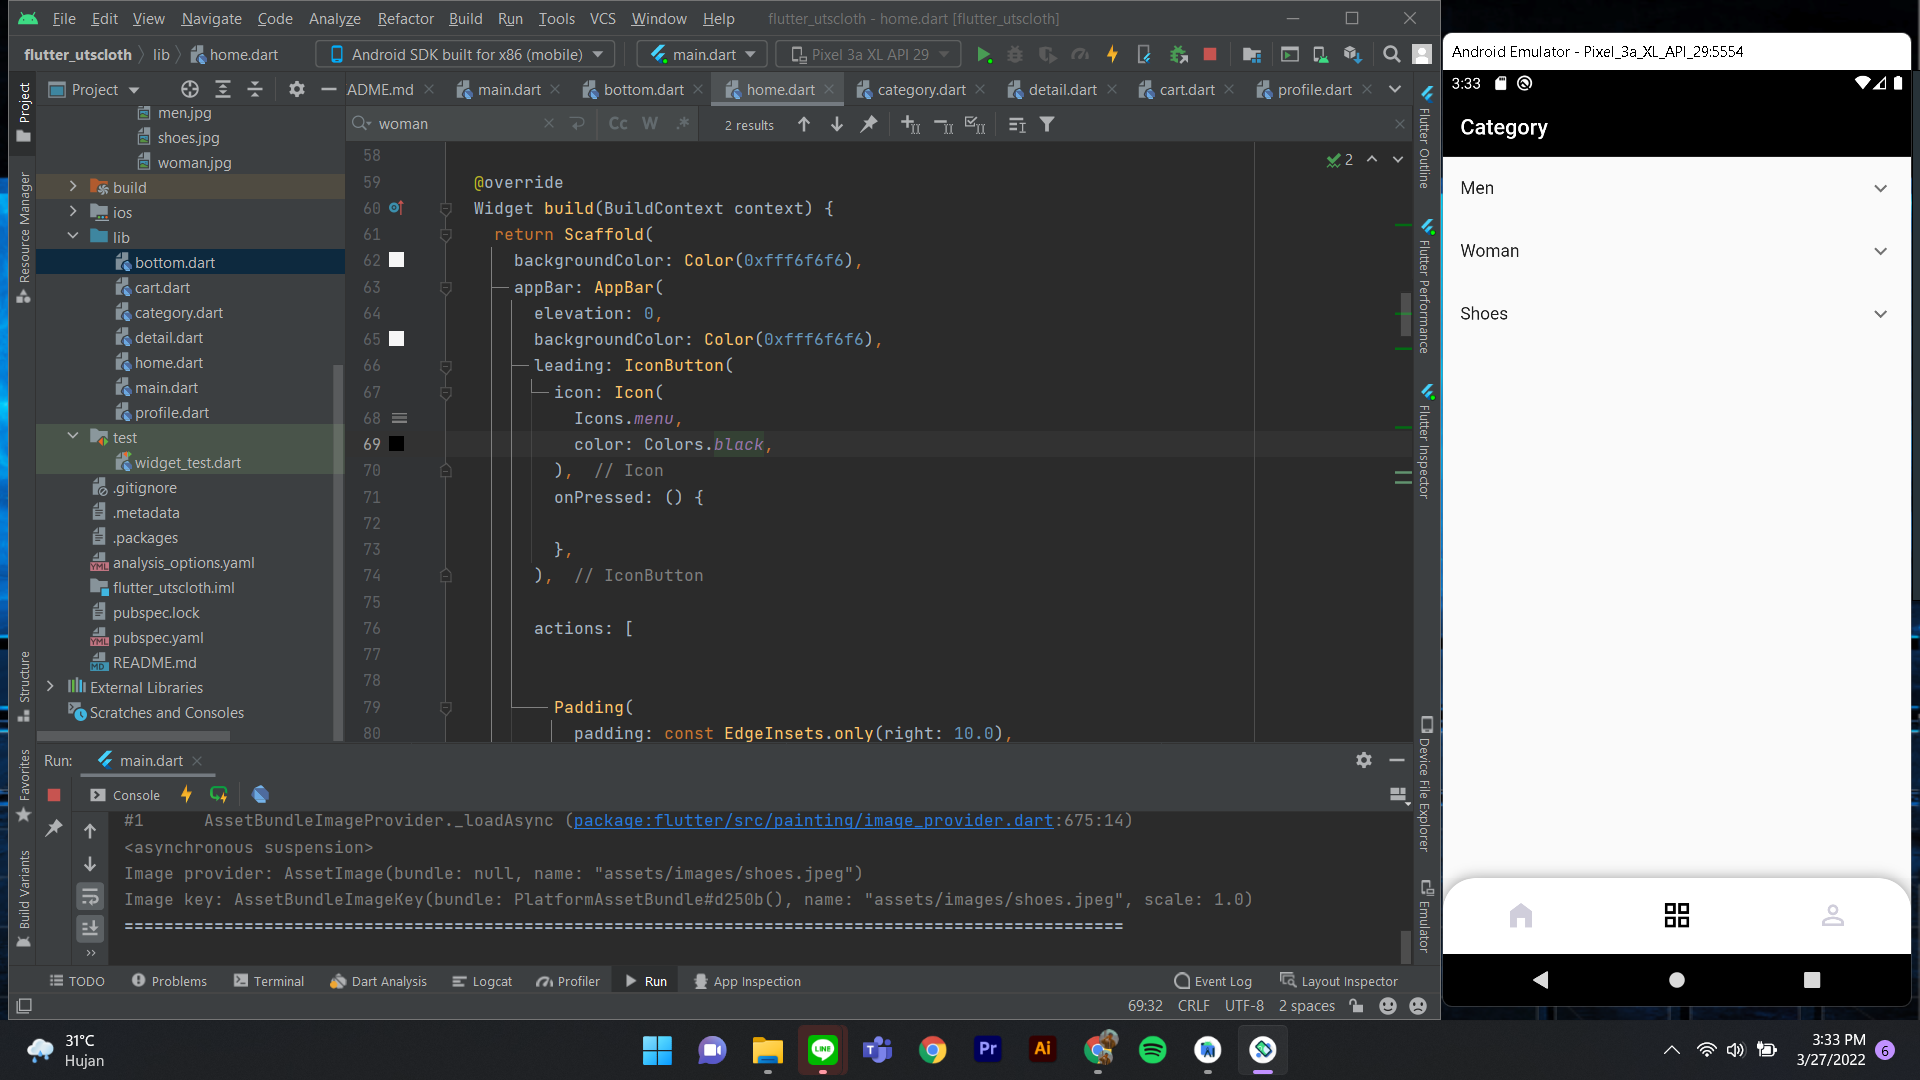 File Edit View Navigate Code Analyze Refactor Build Run Tools VCS Window Help flutter_utscloth - home.dart [flutter_utscloth]
flutter_utscloth lib home.dart Android SDK built for x86 (mobile) main.dart Pixel 3a XL API 29
Project ADME.md main.dart bottom.dart home.dart category.dart detail.dart cart.dart profile.dart
woman Cc W .* 2 results
men.jpg
shoes.jpg
woman.jpg
build
ios
lib
bottom.dart
cart.dart
category.dart
detail.dart
home.dart
main.dart
profile.dart
test
widget_test.dart
.gitignore
.metadata
.packages
analysis_options.yaml
flutter_utscloth.iml
pubspec.lock
pubspec.yaml
README.md
External Libraries
Scratches and Consoles
58
59 @override
60 Widget build(BuildContext context) {
61 return Scaffold(
62 backgroundColor: Color(0xfff6f6f6),
63 appBar: AppBar(
64 elevation: 0,
65 backgroundColor: Color(0xfff6f6f6),
66 leading: IconButton(
67 icon: Icon(
68 Icons.menu,
69 color: Colors.black,
70 ), // Icon
71 onPressed: () {
72
73 },
74 ), // IconButton
75
76 actions: [
77
78
79 Padding(
80 padding: const EdgeInsets.only(right: 10.0),
2
Project
Resource Manager
Structure
Favorites
Build Variants
Flutter Outline
Flutter Performance
Flutter Inspector
Device File Explorer
Emulator
Run: main.dart
Console
#1 AssetBundleImageProvider._loadAsync (package:flutter/src/painting/image_provider.dart:675:14)
<asynchronous suspension>
Image provider: AssetImage(bundle: null, name: "assets/images/shoes.jpeg")
Image key: AssetBundleImageKey(bundle: PlatformAssetBundle#d250b(), name: "assets/images/shoes.jpeg", scale: 1.0)
====================================================================================================
TODO Problems Terminal Dart Analysis Logcat Profiler Run App Inspection Event Log Layout Inspector
69:32 CRLF UTF-8 2 spaces
Android Emulator - Pixel_3a_XL_API_29:5554
3:33
Category
Men
Woman
Shoes
31°C
Hujan
LINE
Pr
Ai
3:33 PM
3/27/2022
6